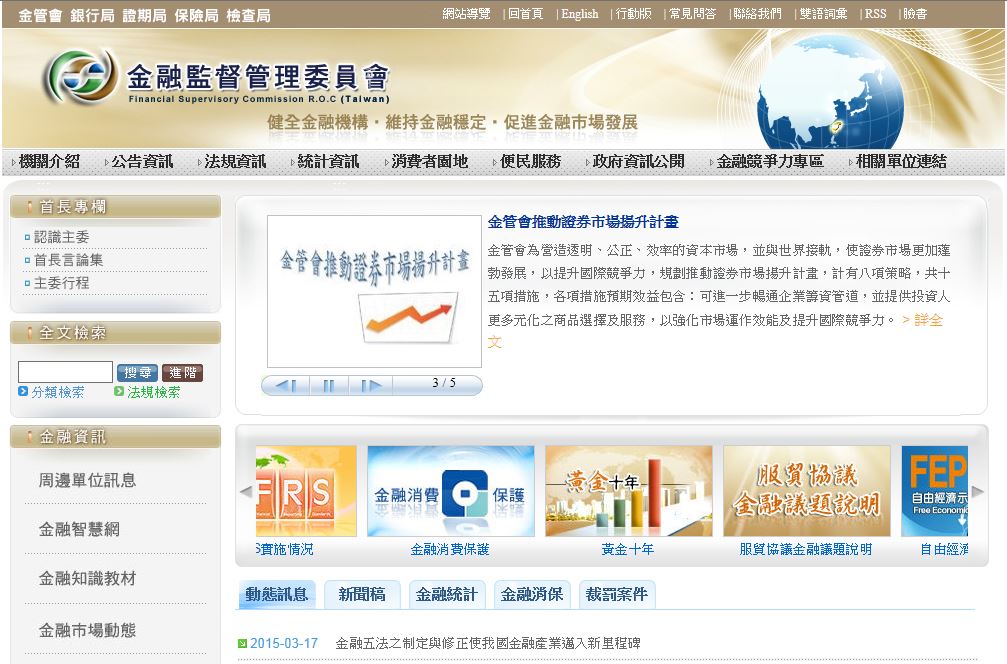 金管會 銀行局 證期局 保險局 檢查局
網站導覽 | 回首頁 | English | 行動版 | 常見問答 | 聯絡我們 | 雙語詞彙 | RSS | 臉書
金融監督管理委員會
Financial Supervisory Commission R.O.C (Taiwan)
健全金融機構‧維持金融穩定‧促進金融市場發展
機關介紹 公告資訊 法規資訊 統計資訊 消費者園地 便民服務 政府資訊公開 金融競爭力專區 相關單位連結
首長專欄
認識主委
首長言論集
主委行程
全文檢索
搜尋 進階
分類檢索 法規檢索
金融資訊
周邊單位訊息
金融智慧網
金融知識教材
金融市場動態
金管會推動證券市場揚升計畫
金管會推動證券市場揚升計畫
金管會為營造透明、公正、效率的資本市場，並與世界接軌，使證券市場更加蓬
勃發展，以提升國際競爭力，規劃推動證券市場揚升計畫，計有八項策略，共十
五項措施，各項措施預期效益包含：可進一步暢通企業籌資管道，並提供投資人
更多元化之商品選擇及服務，以強化市場運作效能及提升國際競爭力。 > 詳全
文
3 / 5
FRS
金融消費 保護
黃金十年
服貿協議
金融議題說明
FEP
自由經濟示
Free Economic
S實施情況 金融消費保護 黃金十年 服貿協議金融議題說明 自由經濟
動態訊息 新聞稿 金融統計 金融消保 裁罰案件
2015-03-17 金融五法之制定與修正使我國金融產業邁入新里程碑